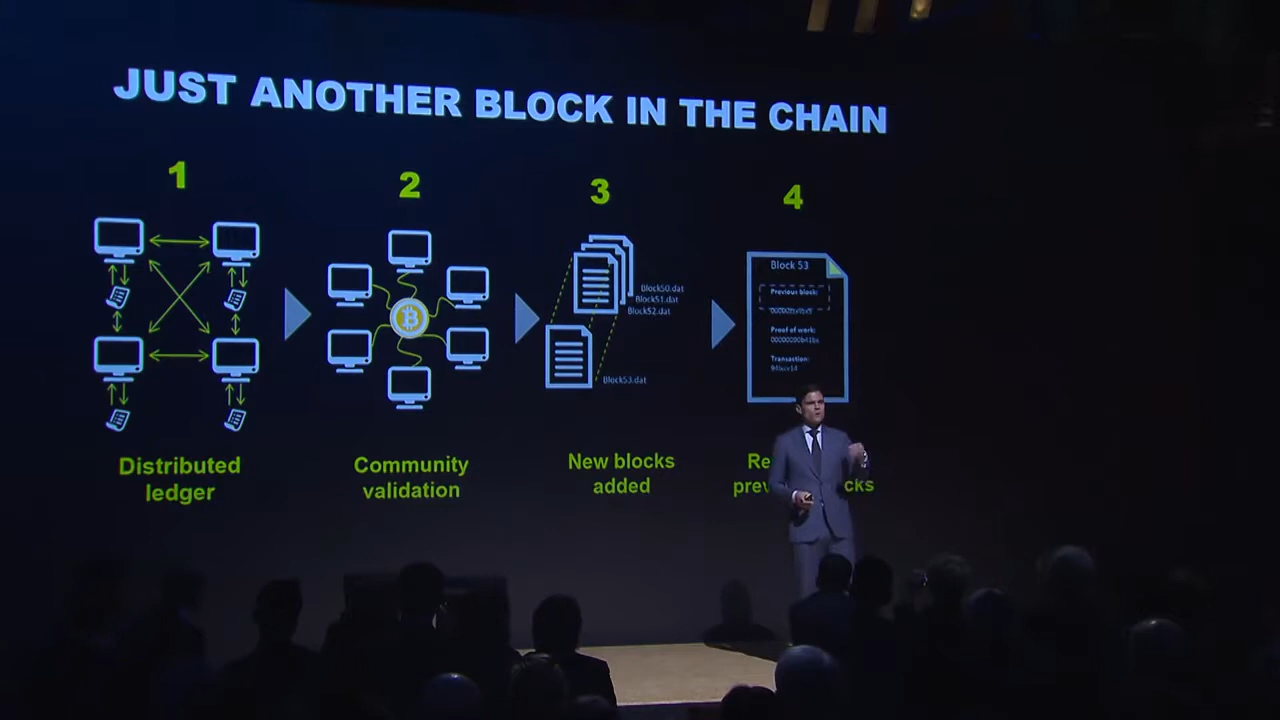 JUST ANOTHER BLOCK IN THE CHAIN
1
2
3
4
Distributed
ledger
Community
validation
Block50.dat
Block51.dat
Block52.dat
Block53.dat
New blocks
added
Block 53
Previous block:
Proof of work:
Transaction: